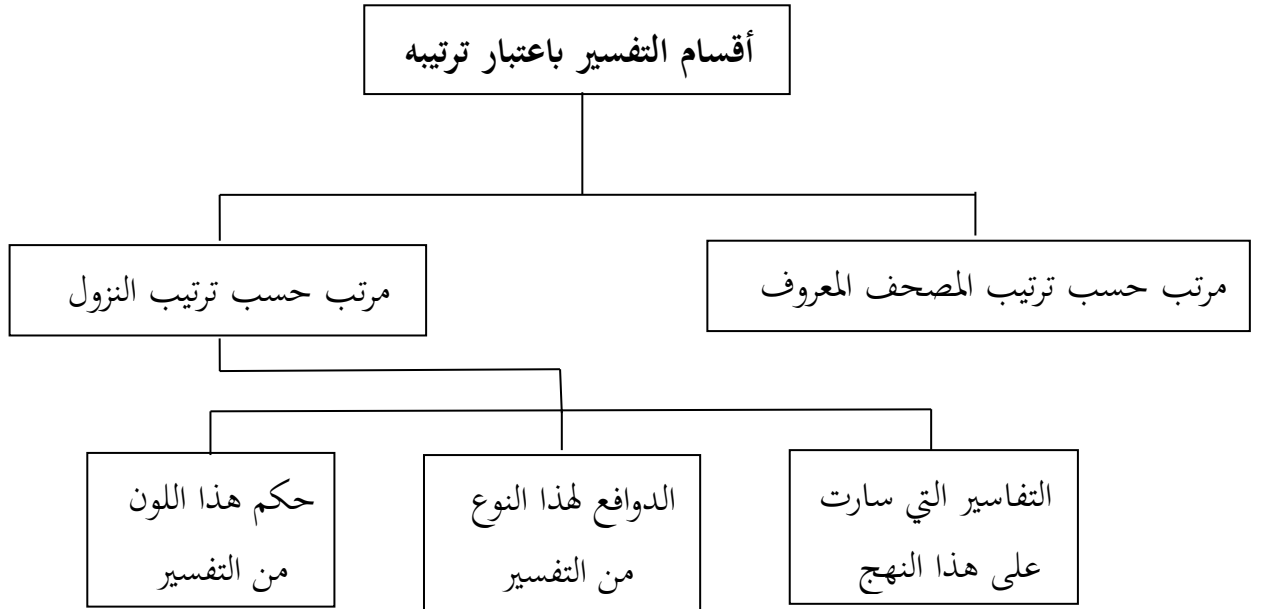 أقسام التفسير باعتبار ترتيبه
مرتب حسب ترتيب المصحف المعروف
مرتب حسب ترتيب النزول
التفاسير التي سارت
على هذا النهج
الدوافع لهذا النوع
من التفسير
حكم هذا اللون
من التفسير